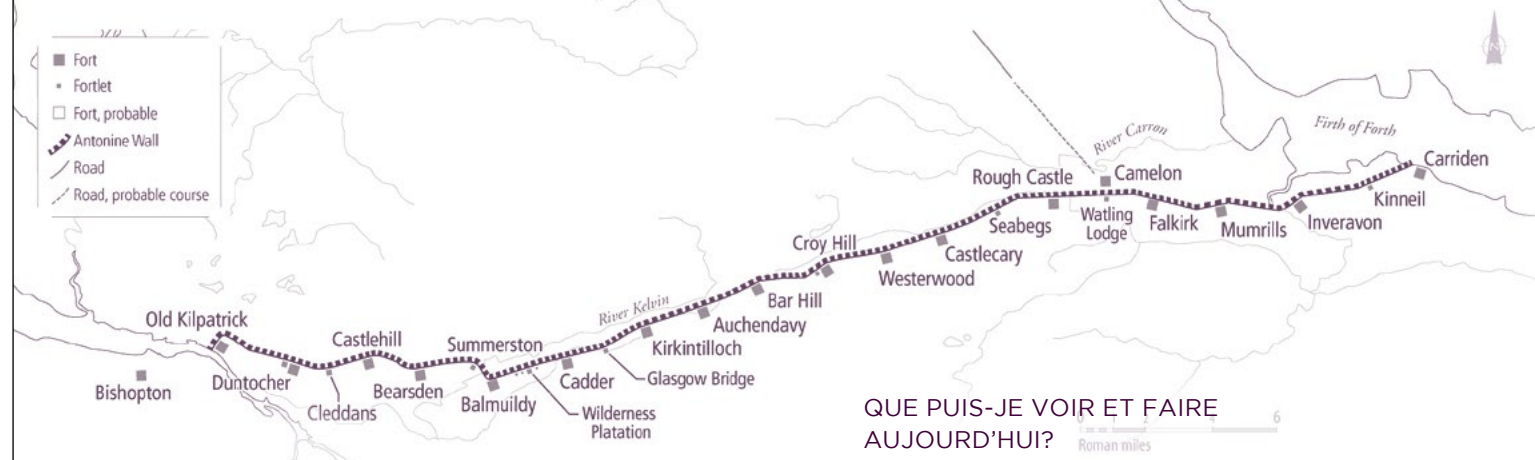 Fort
Fortlet
Fort, probable
Antonine Wall
Road
Road, probable course
N
Firth of Forth
River Carron
Carriden
Kinneil
Inveravon
Mumrills
Falkirk
Camelon
Watling
Lodge
Rough Castle
Seabegs
Castlecary
Westerwood
Croy Hill
Bar Hill
Auchendavy
River Kelvin
Kirkintilloch
Glasgow Bridge
Cadder
Wilderness
Platation
Balmuildy
Summerston
Bearsden
Castlehill
Cleddans
Duntocher
Old Kilpatrick
Bishopton
QUE PUIS-JE VOIR ET FAIRE
AUJOURD’HUI?
0 2 4 6
Roman miles